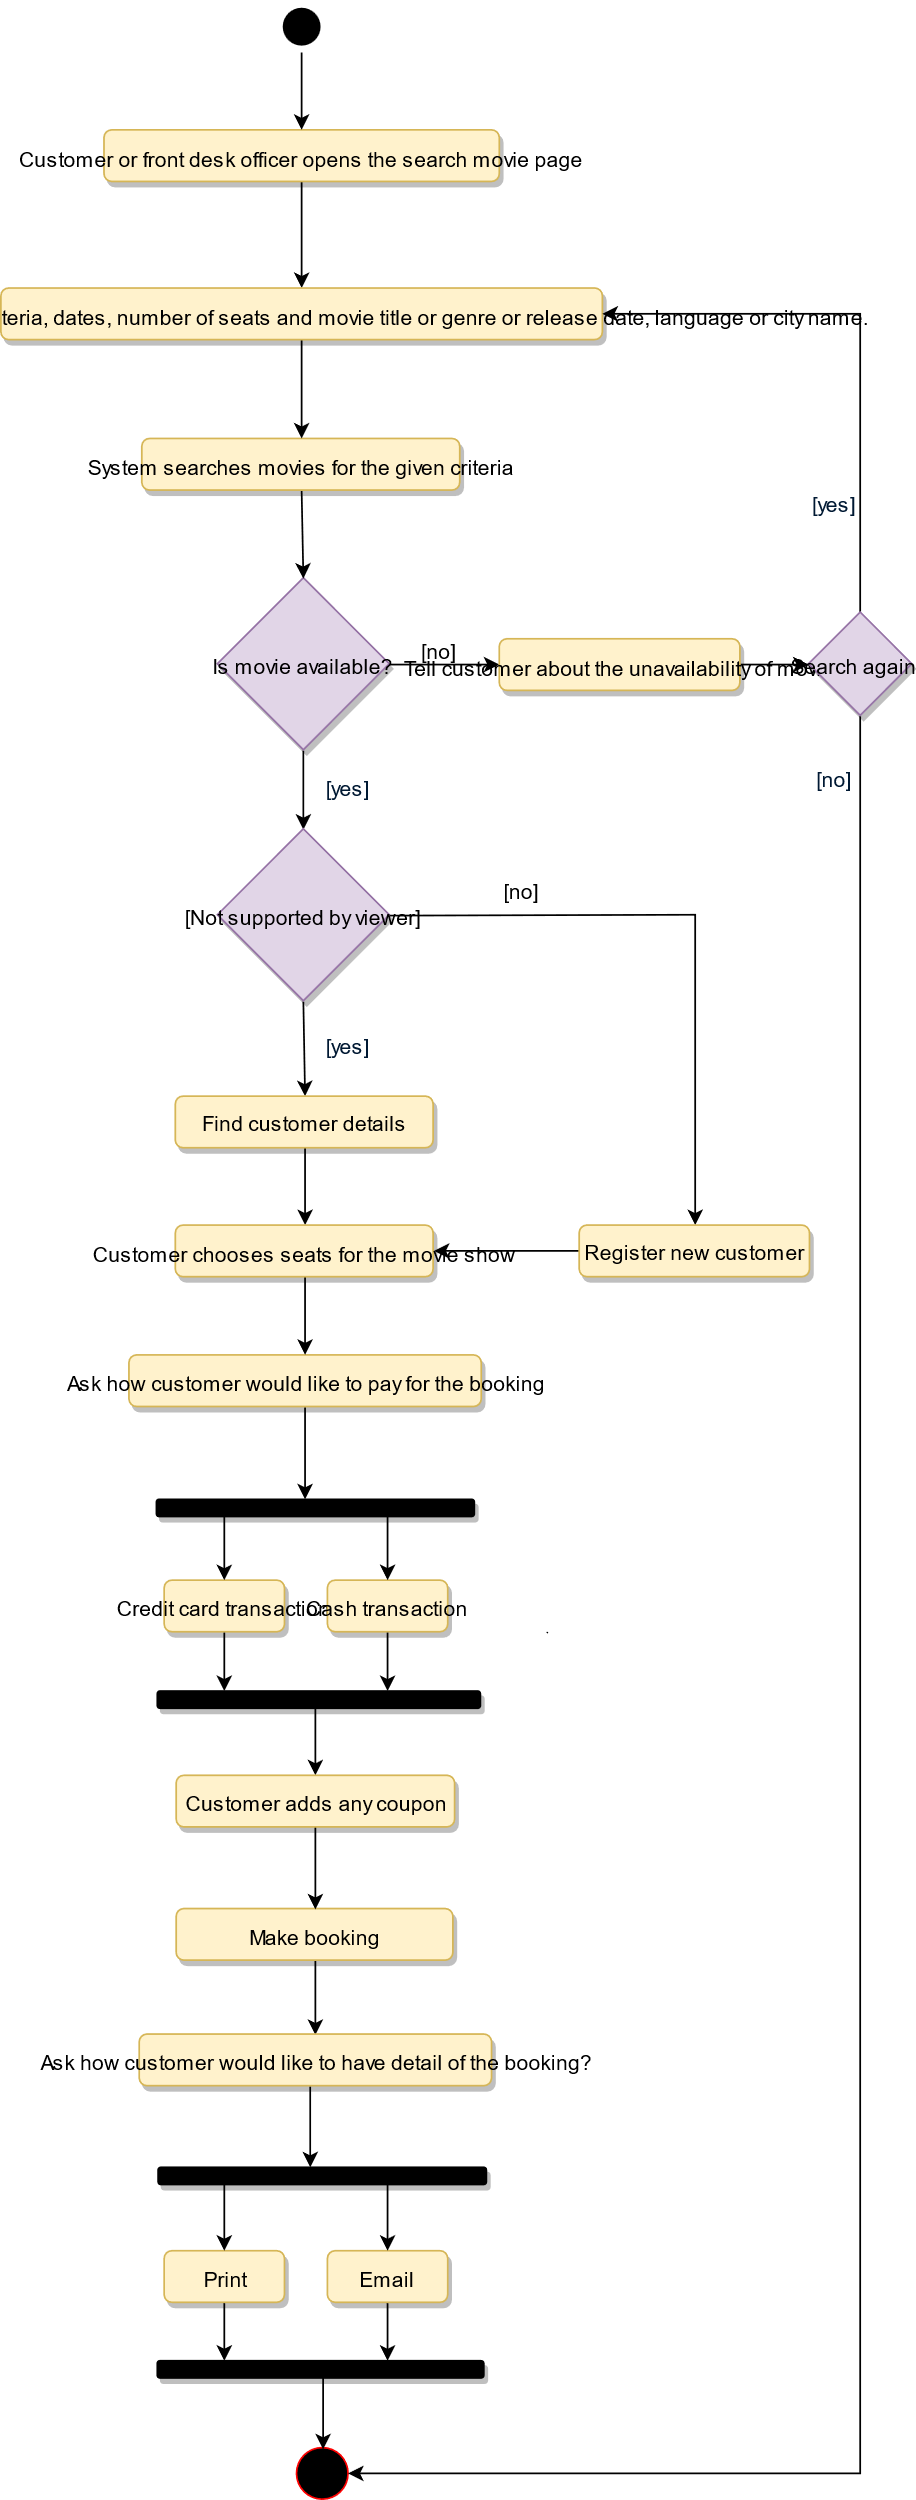 Customer or front desk officer opens the search movie page
teria, dates, number of seats and movie title or genre or release date, language or city name.
System searches movies for the given criteria
[yes]
Is movie available?
[no]
Tell customer about the unavailability of
Search again
[yes]
[no]
[Not supported by viewer]
[no]
[yes]
Find customer details
Customer chooses seats for the movie show
Register new customer
Ask how customer would like to pay for the booking
Credit card transaction
Cash transaction
Customer adds any coupon
Make booking
Ask how customer would like to have detail of the booking?
Print
Email